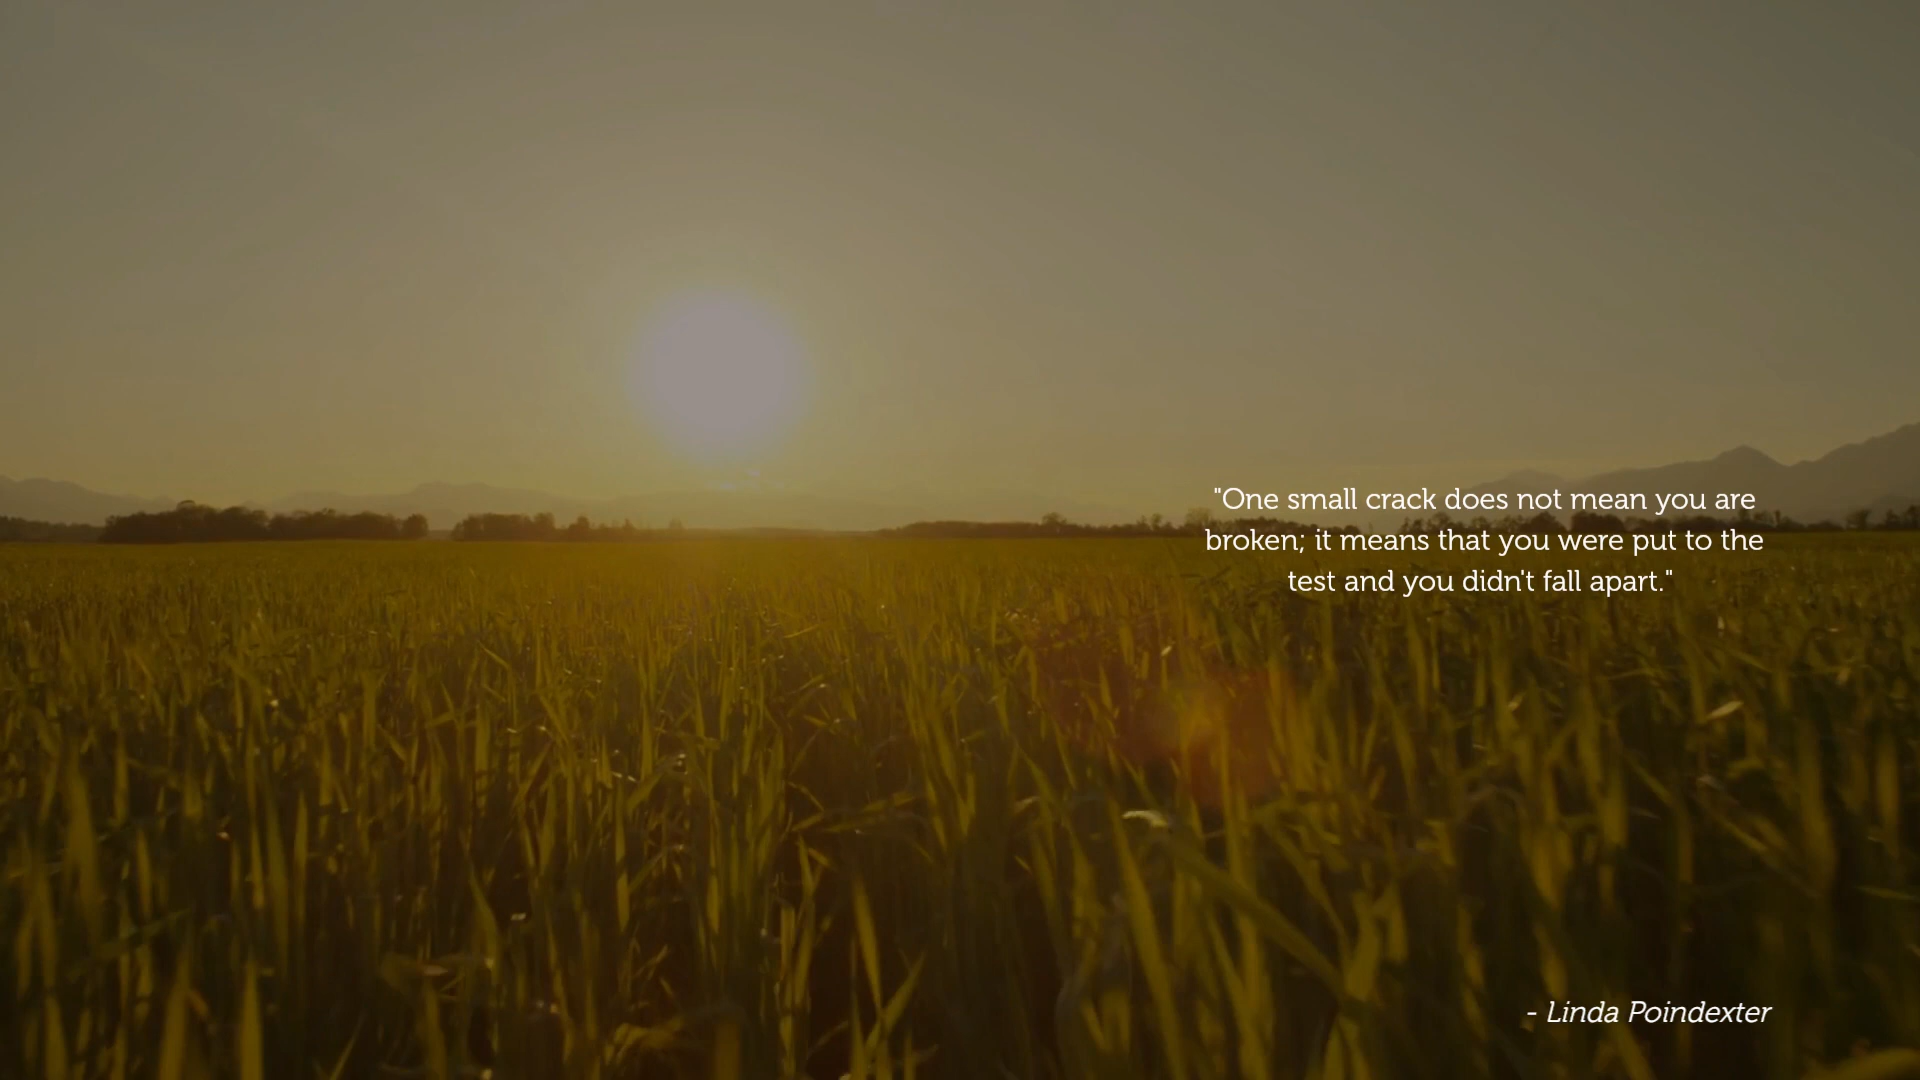 "One small crack does not mean you are
broken; it means that you were put to the
test and you didn't fall apart."
- Linda Poindexter